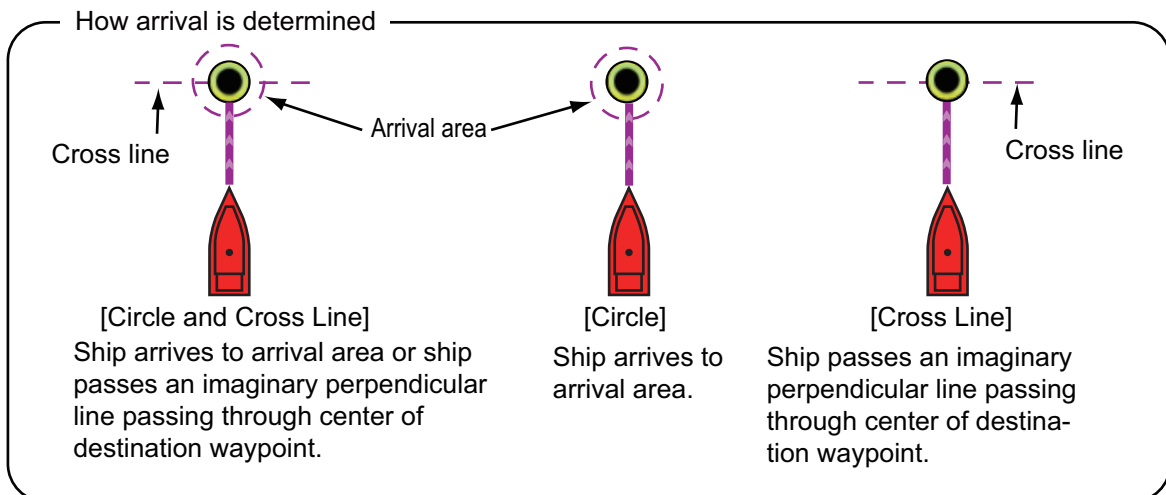 How arrival is determined
Cross line
Arrival area
Cross line
[Circle and Cross Line]
Ship arrives to arrival area or ship
passes an imaginary perpendicular
line passing through center of
destination waypoint.
[Circle]
Ship arrives to
arrival area.
[Cross Line]
Ship passes an imaginary
perpendicular line passing
through center of destina-
tion waypoint.